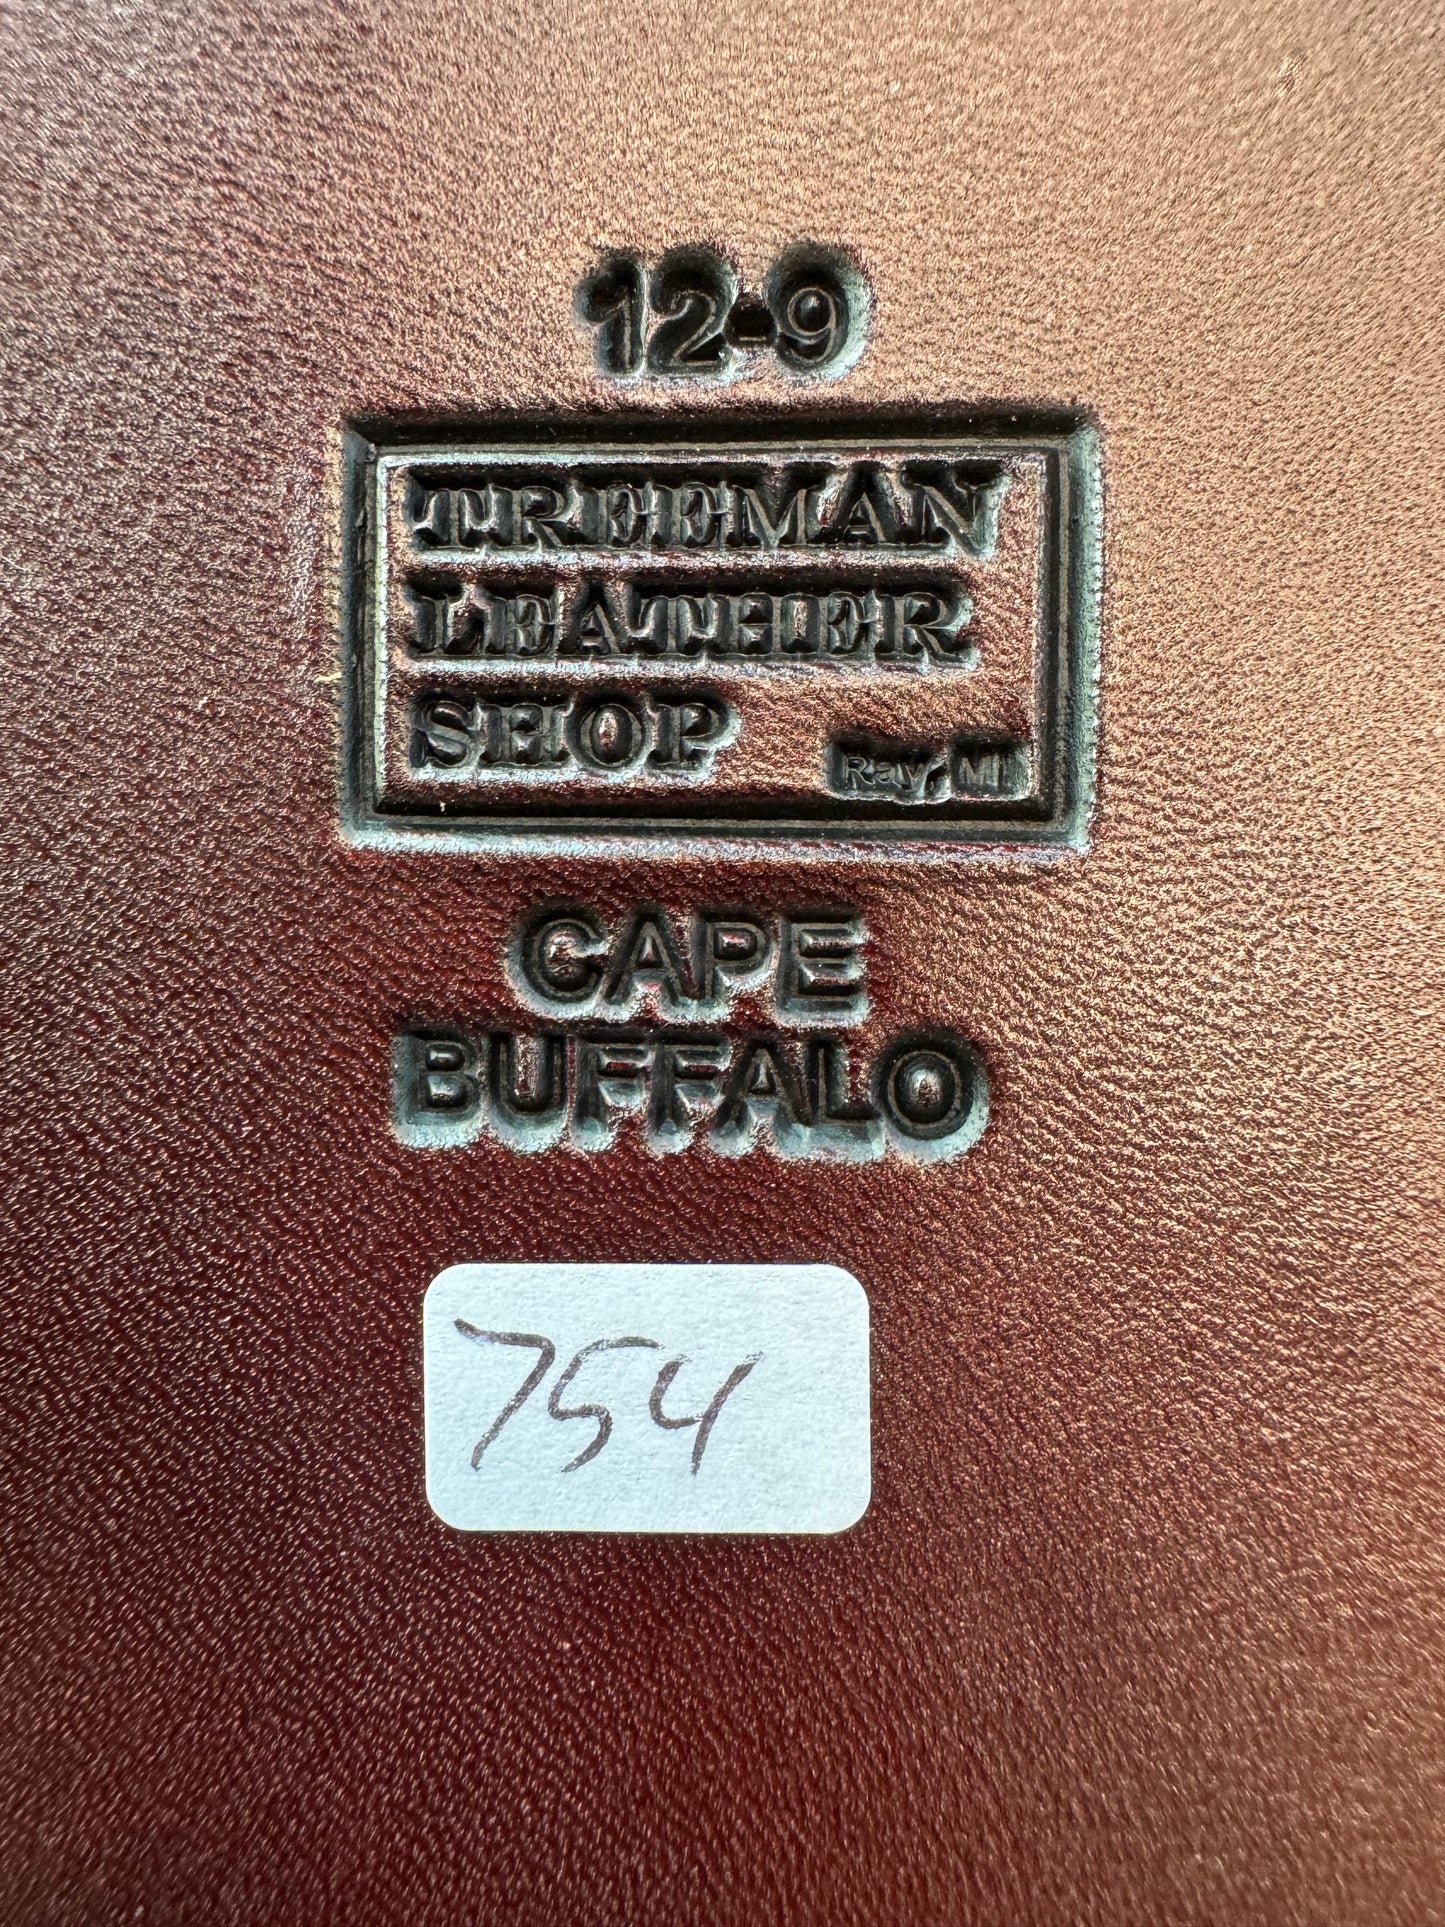 12-9
TREEMAN
LEATHER
SHOP Ray, MI
CAPE
BUFFALO
754